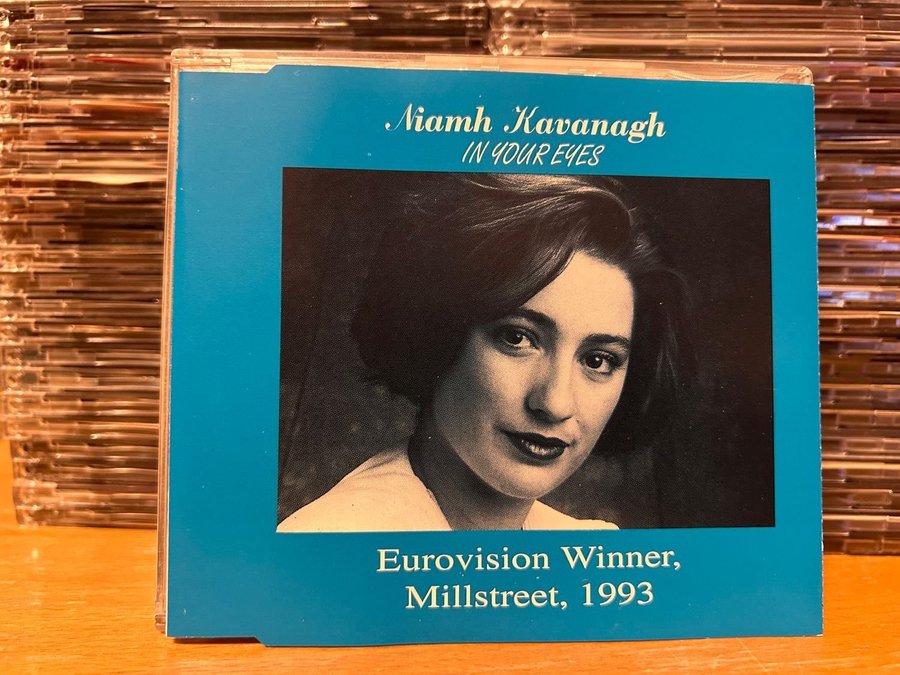 Niamh Kavanagh
IN YOUR EYES
Eurovision Winner,
Millstreet, 1993